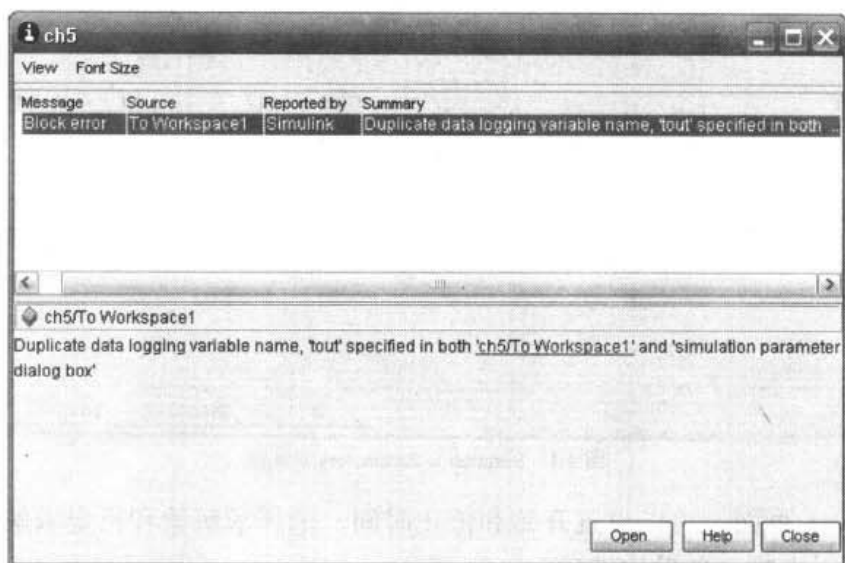 ch5
View Font Size
Message Source Reported by Summary
Block error To Workspace1 Simulink Duplicate data logging variable name, 'tout' specified in both ...
ch5/To Workspace1
Duplicate data logging variable name, 'tout' specified in both 'ch5/To Workspace1' and 'simulation parameter
dialog box'
Open Help Close